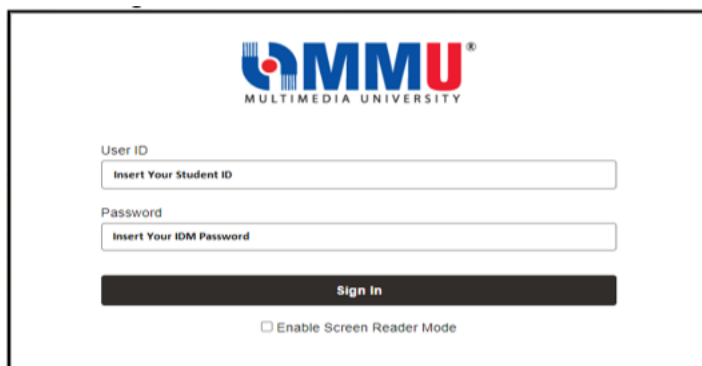 MMU®
MULTIMEDIA UNIVERSITY
User ID
Insert Your Student ID
Password
Insert Your IDM Password
Sign In
Enable Screen Reader Mode